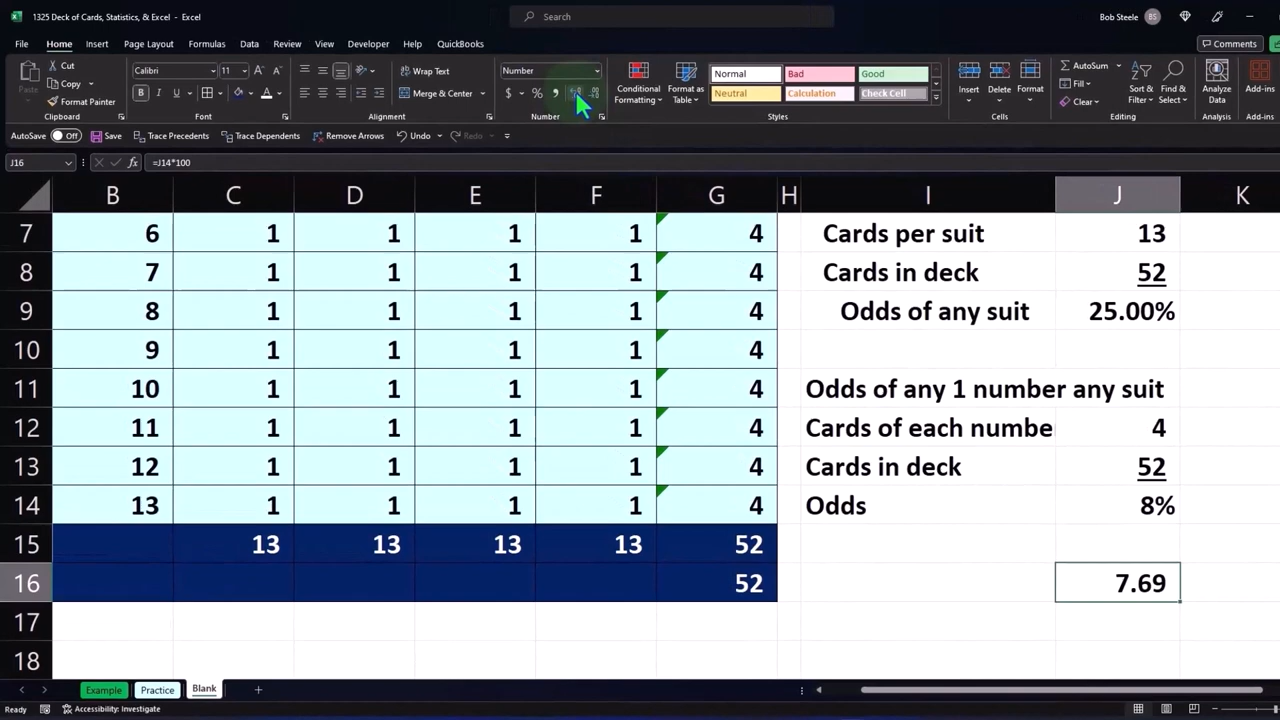 1325 Deck of Cards, Statistics, & Excel - Excel
Search
Bob Steele BS
File Home Insert Page Layout Formulas Data Review View Developer Help QuickBooks Comments
Cut
Copy
Format Painter
Paste
Clipboard
Calibri 11
B I U
Font
Wrap Text
Merge & Center
Alignment
Number
$ % ,
Number
Conditional Formatting
Format as Table
Normal Bad Good
Neutral Calculation Check Cell
Styles
Insert Delete Format
Cells
AutoSum
Fill
Clear
Sort & Filter
Find & Select
Editing
Analyze Data
Analysis
Add-ins
Add-ins
AutoSave Off Save Trace Precedents Trace Dependents Remove Arrows Undo Redo
J16 fx =J14*100
B C D E F G H I J K
7 6 1 1 1 1 4 Cards per suit 13
8 7 1 1 1 1 4 Cards in deck 52
9 8 1 1 1 1 4 Odds of any suit 25.00%
10 9 1 1 1 1 4
11 10 1 1 1 1 4 Odds of any 1 number any suit
12 11 1 1 1 1 4 Cards of each numbe 4
13 12 1 1 1 1 4 Cards in deck 52
14 13 1 1 1 1 4 Odds 8%
15 13 13 13 13 52
16 52 7.69
17
18
Example Practice Blank
Ready Accessibility: Investigate